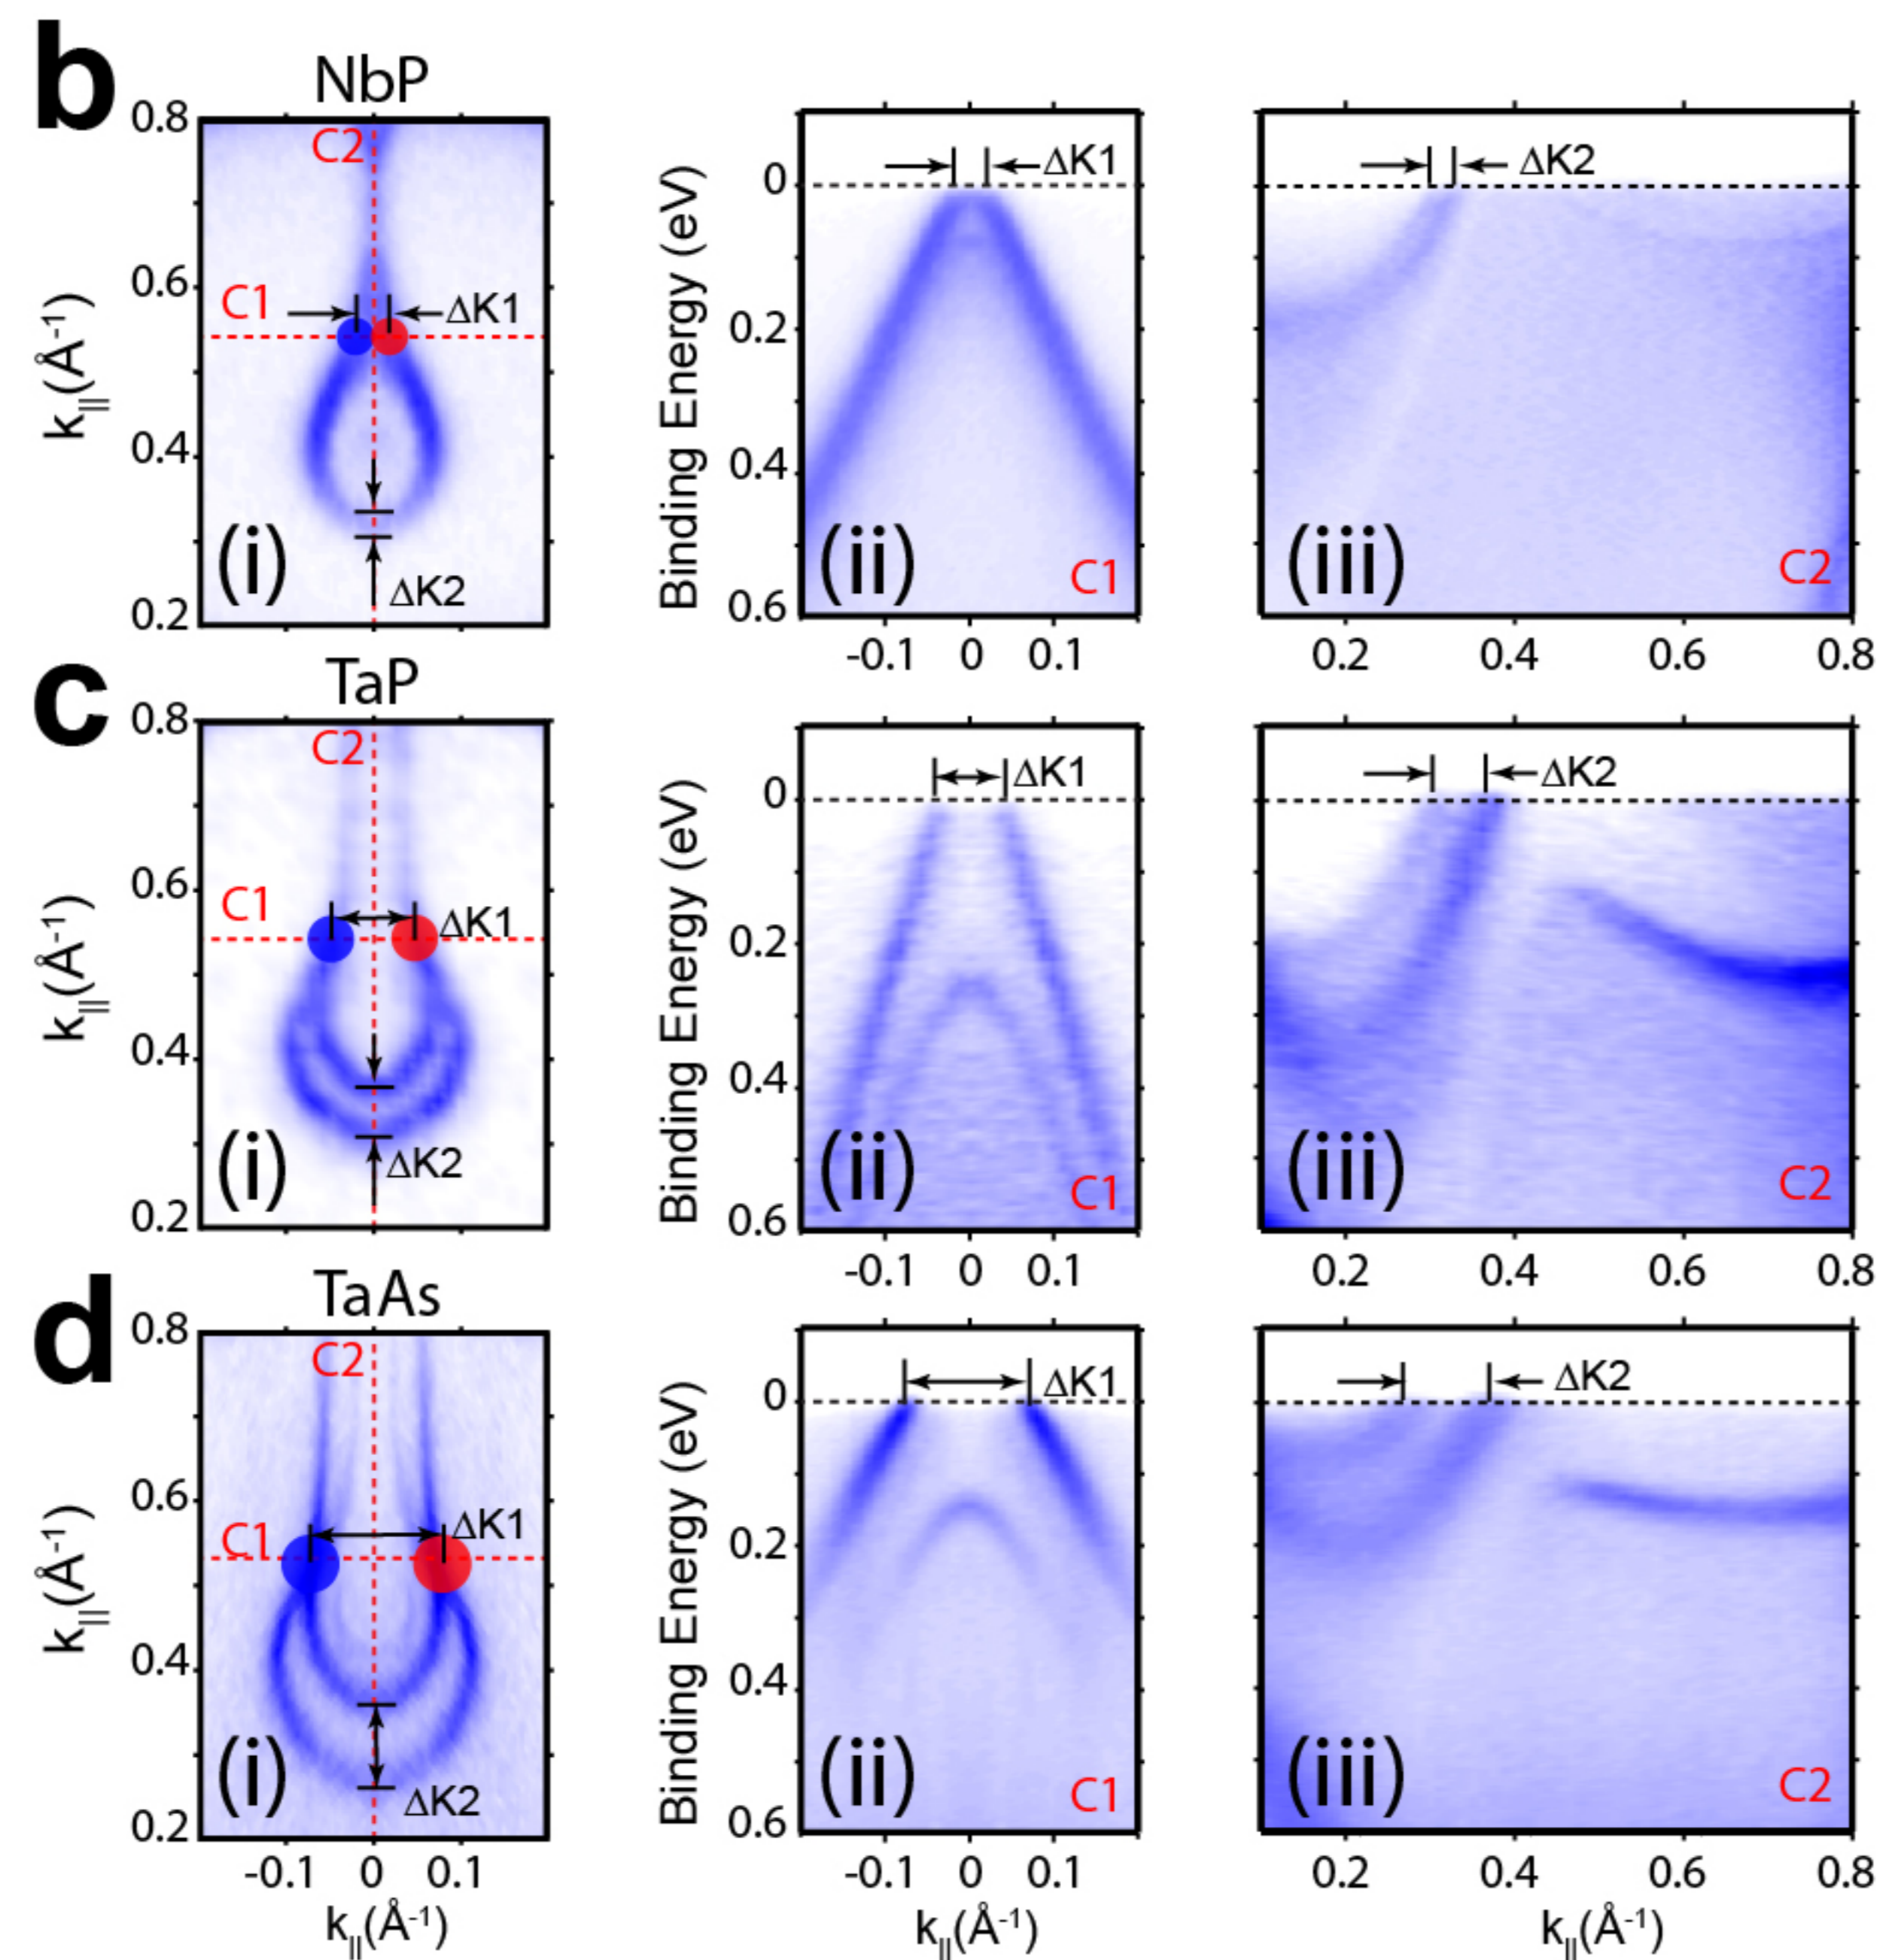 b
NbP
0.8
0.6
0.4
0.2
k||(Å-1)
C2
C1
ΔK1
ΔK2
(i)
Binding Energy (eV)
0
0.2
0.4
0.6
ΔK1
(ii)
C1
-0.1 0 0.1
ΔK2
(iii)
C2
0.2 0.4 0.6 0.8
c
TaP
0.8
0.6
0.4
0.2
k||(Å-1)
C2
C1
ΔK1
ΔK2
(i)
Binding Energy (eV)
0
0.2
0.4
0.6
ΔK1
(ii)
C1
-0.1 0 0.1
ΔK2
(iii)
C2
0.2 0.4 0.6 0.8
d
TaAs
0.8
0.6
0.4
0.2
k||(Å-1)
C2
C1
ΔK1
ΔK2
(i)
-0.1 0 0.1
k||(Å-1)
Binding Energy (eV)
0
0.2
0.4
0.6
ΔK1
(ii)
C1
-0.1 0 0.1
k||(Å-1)
ΔK2
(iii)
C2
0.2 0.4 0.6 0.8
k||(Å-1)